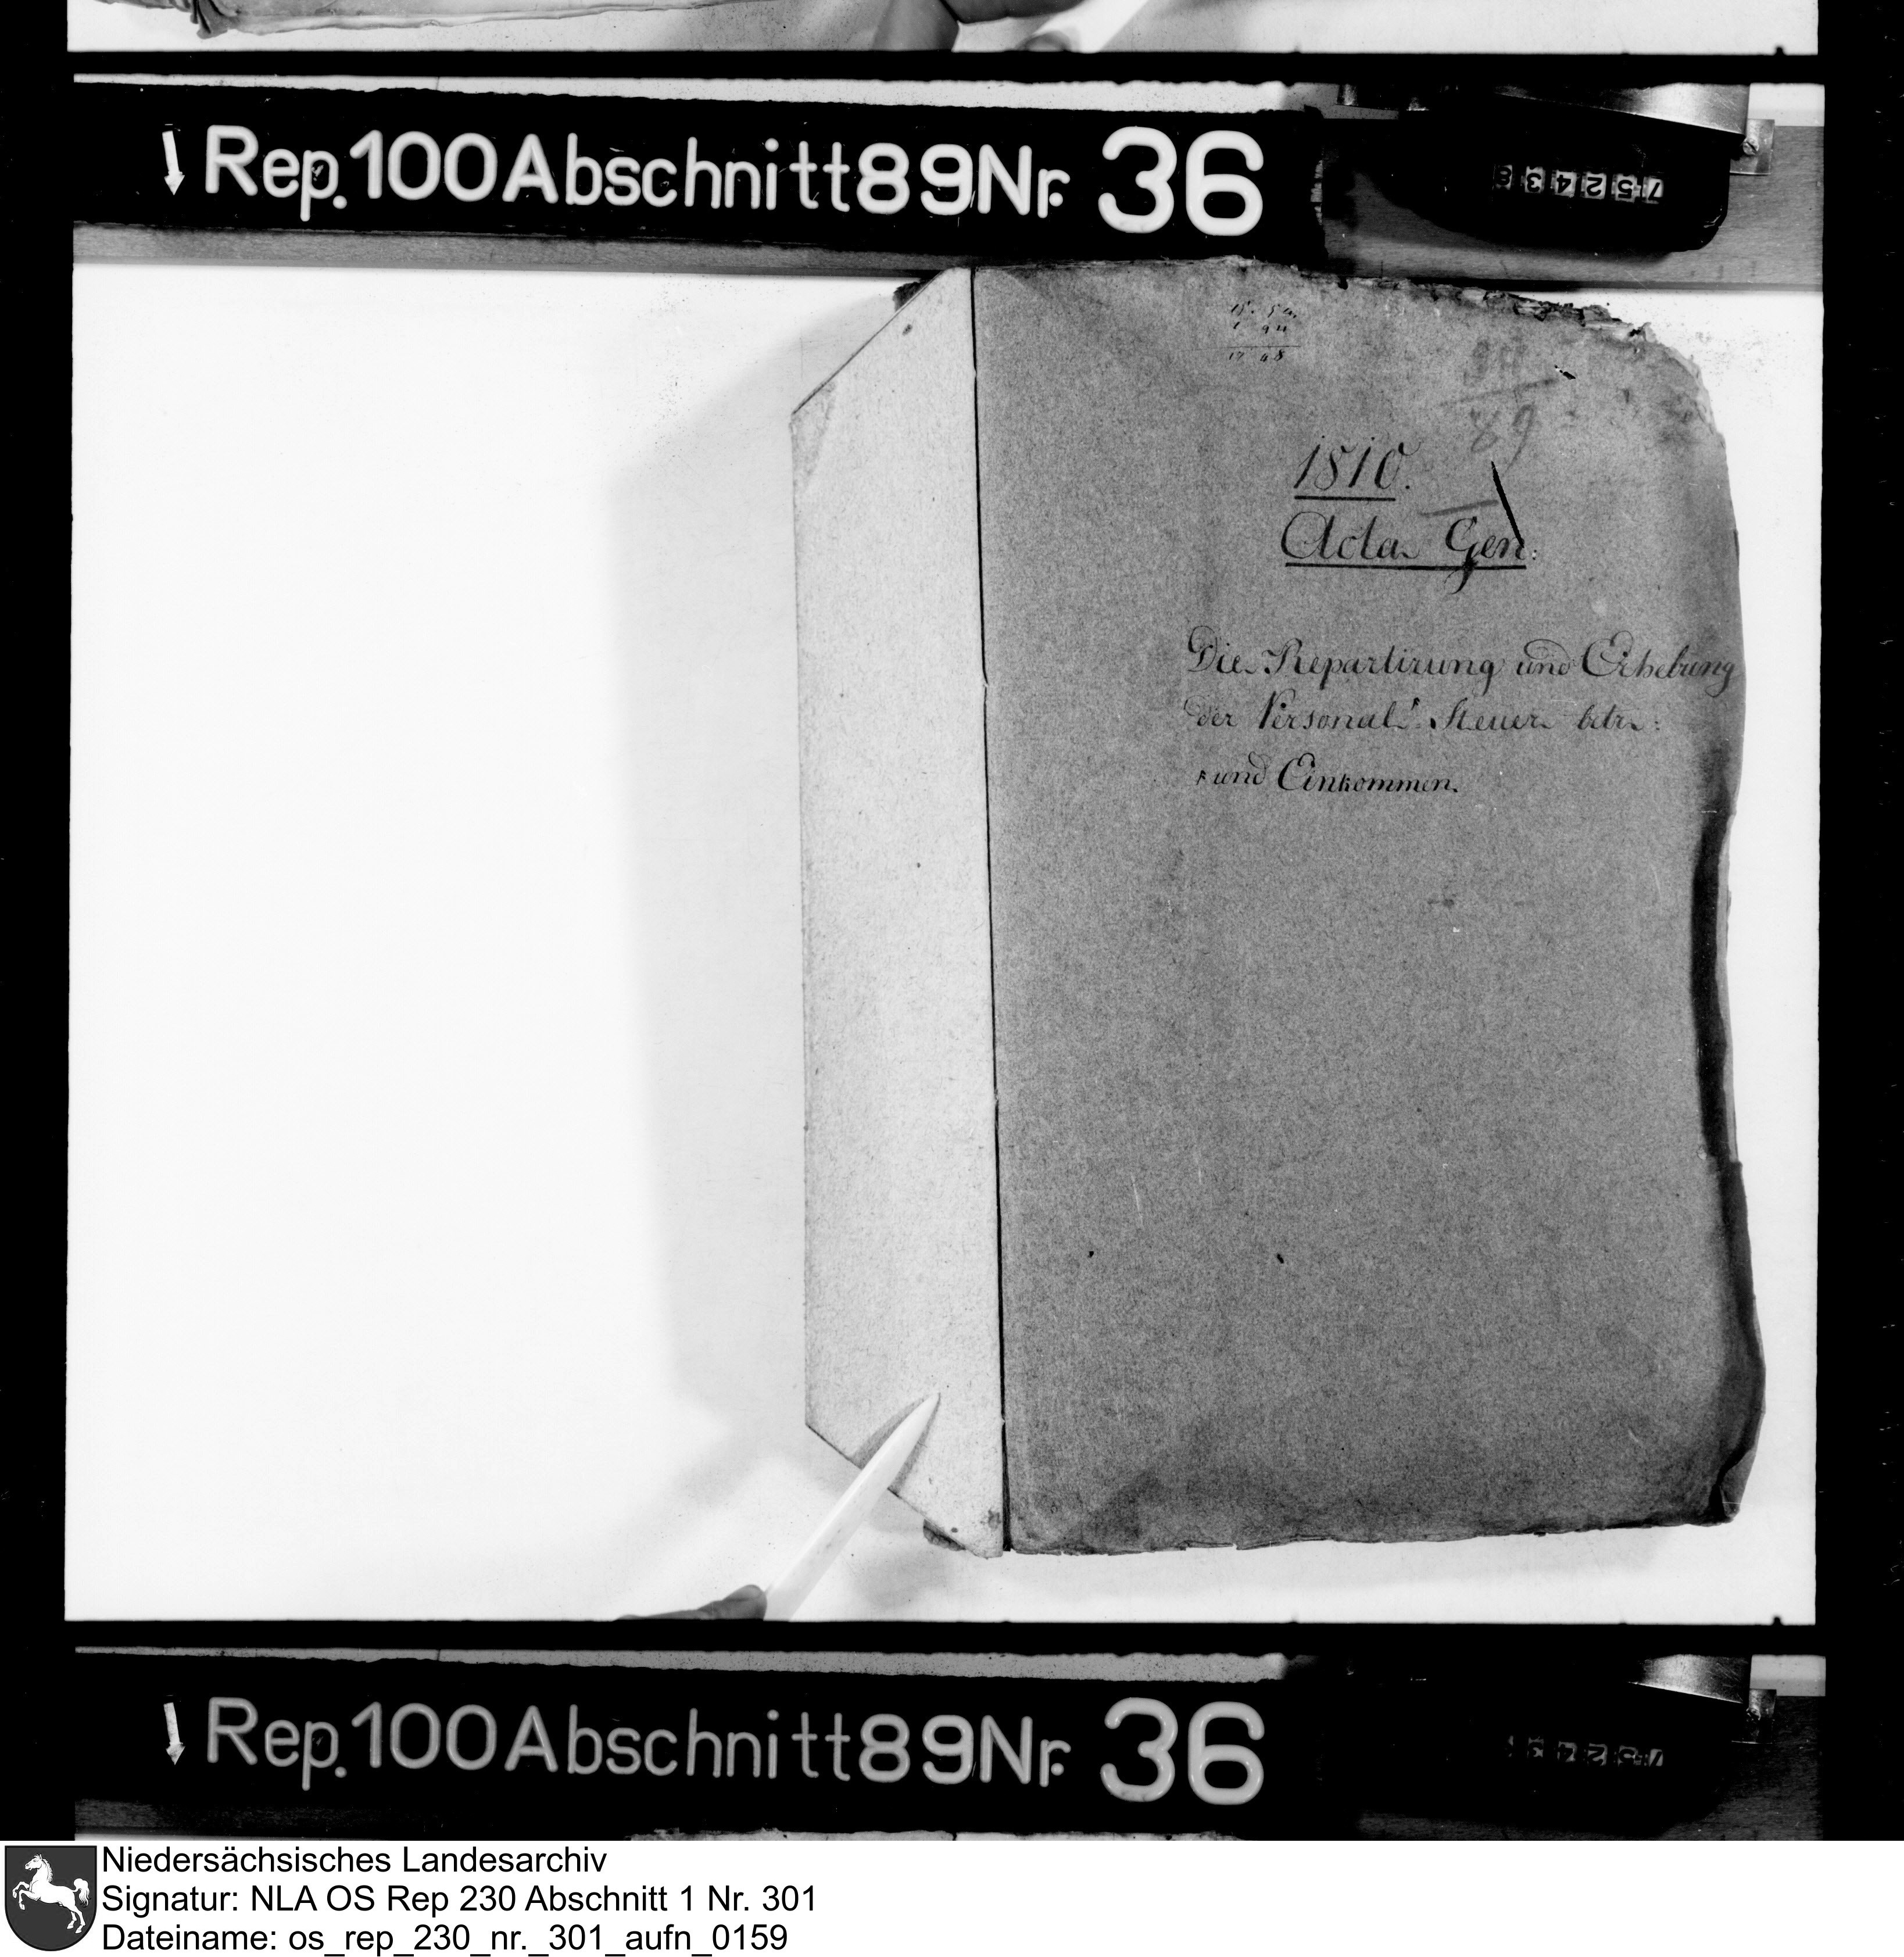 Rep. 100 Abschnitt 89 Nr. 36
752438
1810.
Acta Gen:
Die Repartirung und Erhebung
der Personal- Steuer betr:
und Einkommen.
89
Rep. 100 Abschnitt 89 Nr. 36
Niedersächsisches Landesarchiv
Signatur: NLA OS Rep 230 Abschnitt 1 Nr. 301
Dateiname: os_rep_230_nr._301_aufn_0159